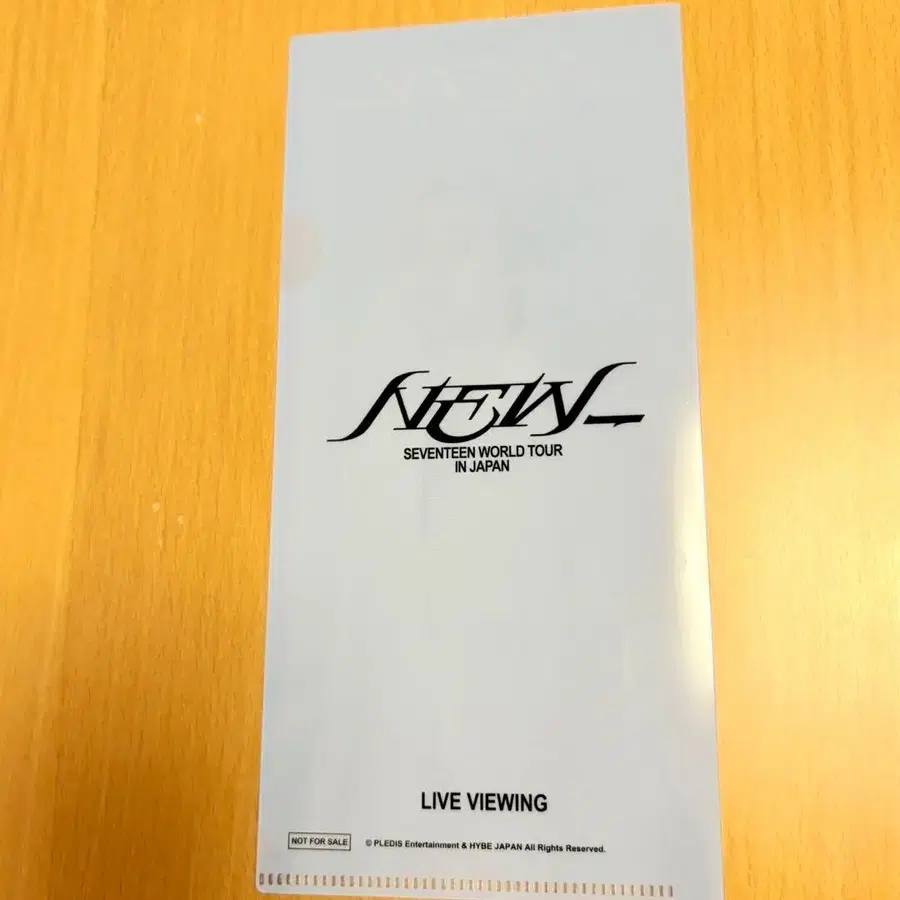 NEW_
SEVENTEEN WORLD TOUR
IN JAPAN
LIVE VIEWING
NOT FOR SALE
© PLEDIS Entertainment & HYBE JAPAN All Rights Reserved.